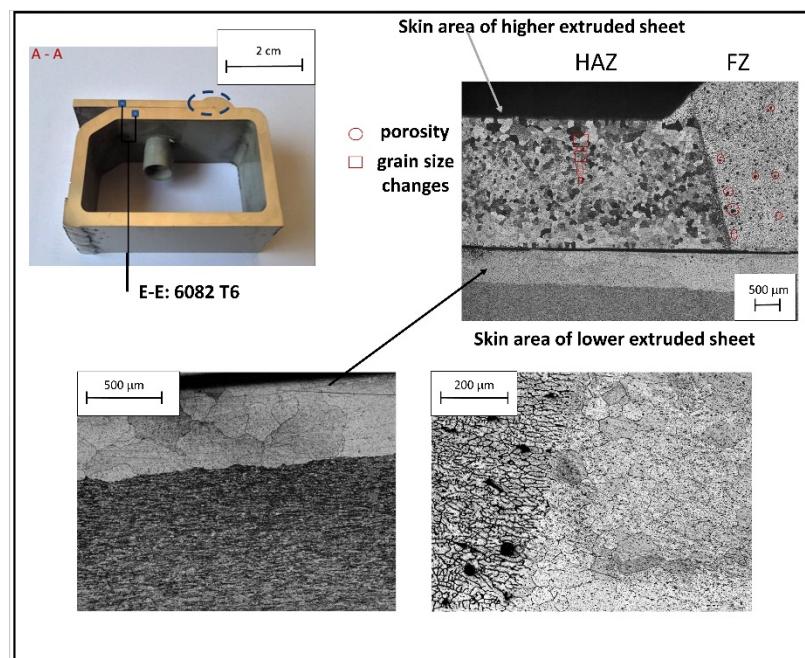 Skin area of higher extruded sheet
A - A
2 cm
HAZ
FZ
porosity
grain size
changes
E-E: 6082 T6
500 µm
Skin area of lower extruded sheet
500 µm
200 µm